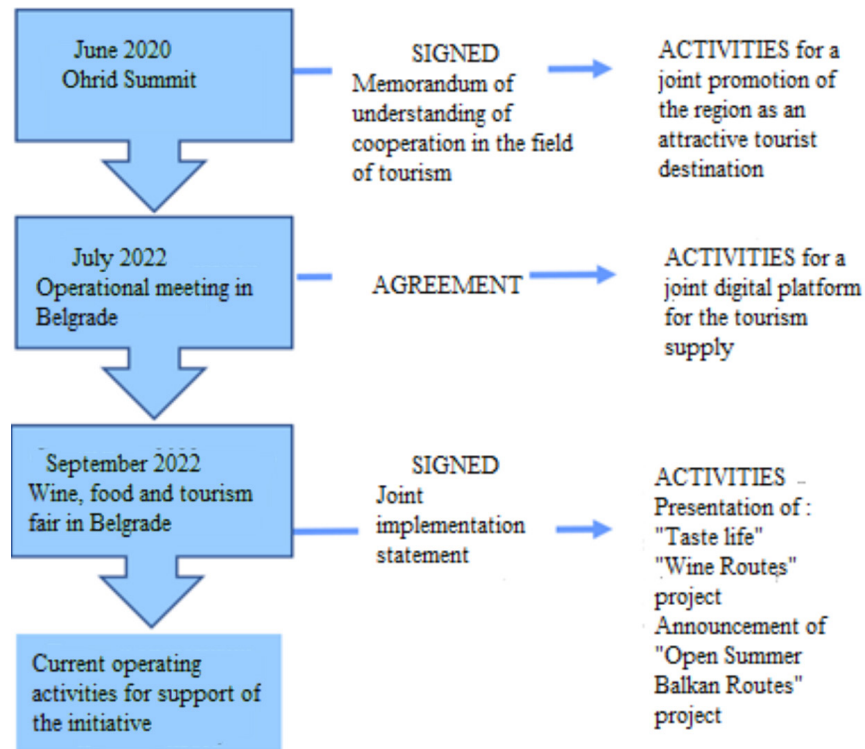 June 2020
Ohrid Summit
SIGNED
Memorandum of
understanding of
cooperation in the field
of tourism
ACTIVITIES for a
joint promotion of
the region as an
attractive tourist
destination
July 2022
Operational meeting in
Belgrade
AGREEMENT
ACTIVITIES for a
joint digital platform
for the tourism
supply
September 2022
Wine, food and tourism
fair in Belgrade
SIGNED
Joint
implementation
statement
ACTIVITIES
Presentation of :
"Taste life"
"Wine Routes"
project
Announcement of
"Open Summer
Balkan Routes"
project
Current operating
activities for support of
the initiative